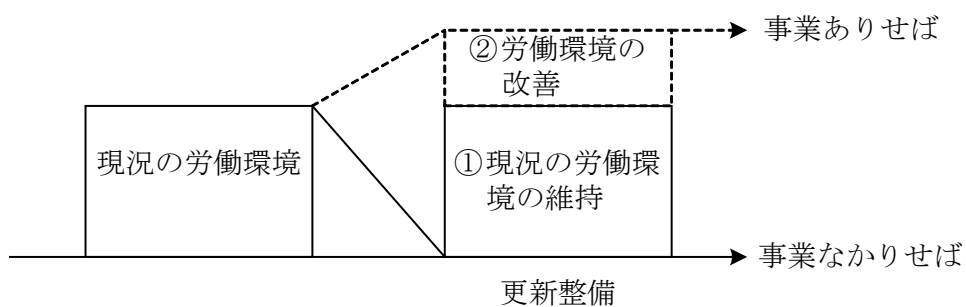 事業ありせば
②労働環境の
改善
現況の労働環境
①現況の労働環
境の維持
事業なかりせば
更新整備